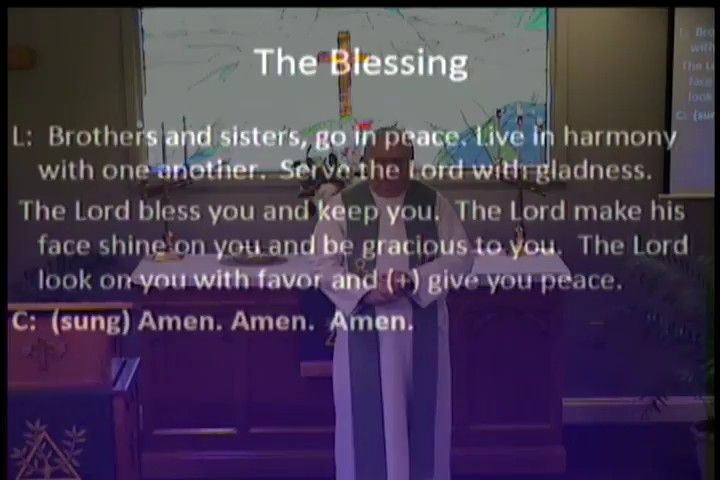 The Blessing
L: Brothers and sisters, go in peace. Live in harmony
with one another. Serve the Lord with gladness.
The Lord bless you and keep you. The Lord make his
face shine on you and be gracious to you. The Lord
look on you with favor and (+) give you peace.
C: (sung) Amen. Amen. Amen.